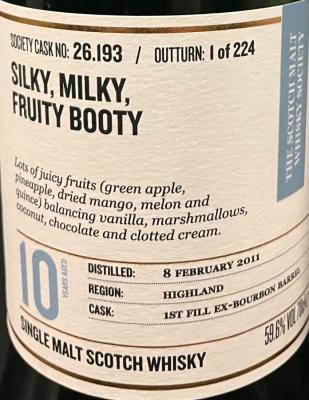 SOCIETY CASK NO: 26.193 / OUTTURN: 1 of 224
SILKY, MILKY,
FRUITY BOOTY
THE SCOTCH MALT
WHISKY SOCIETY
Lots of juicy fruits (green apple,
pineapple, dried mango, melon and
quince) balancing vanilla, marshmallows,
coconut, chocolate and clotted cream.
10 YEARS AGED
DISTILLED: 8 FEBRUARY 2011
REGION: HIGHLAND
CASK: 1ST FILL EX-BOURBON BARREL
SINGLE MALT SCOTCH WHISKY
59.6% VOL